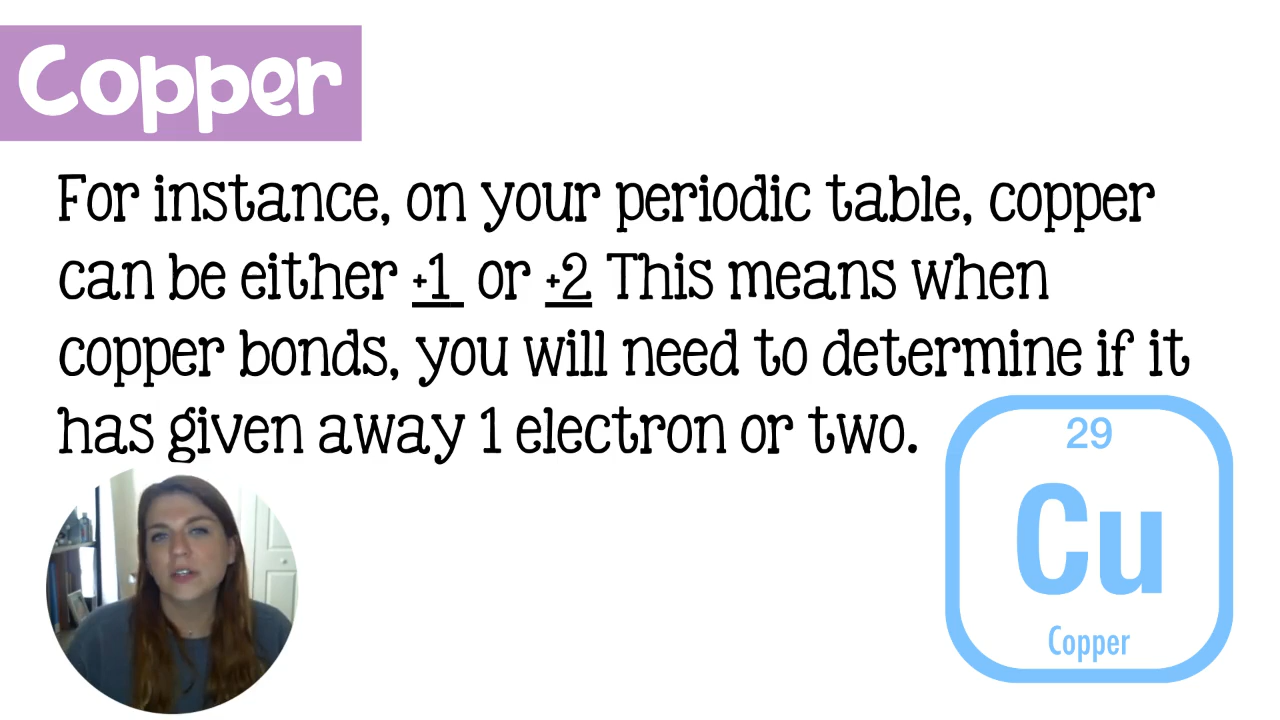 Copper
For instance, on your periodic table, copper
can be either +1 or +2 This means when
copper bonds, you will need to determine if it
has given away 1 electron or two.
29
Cu
Copper